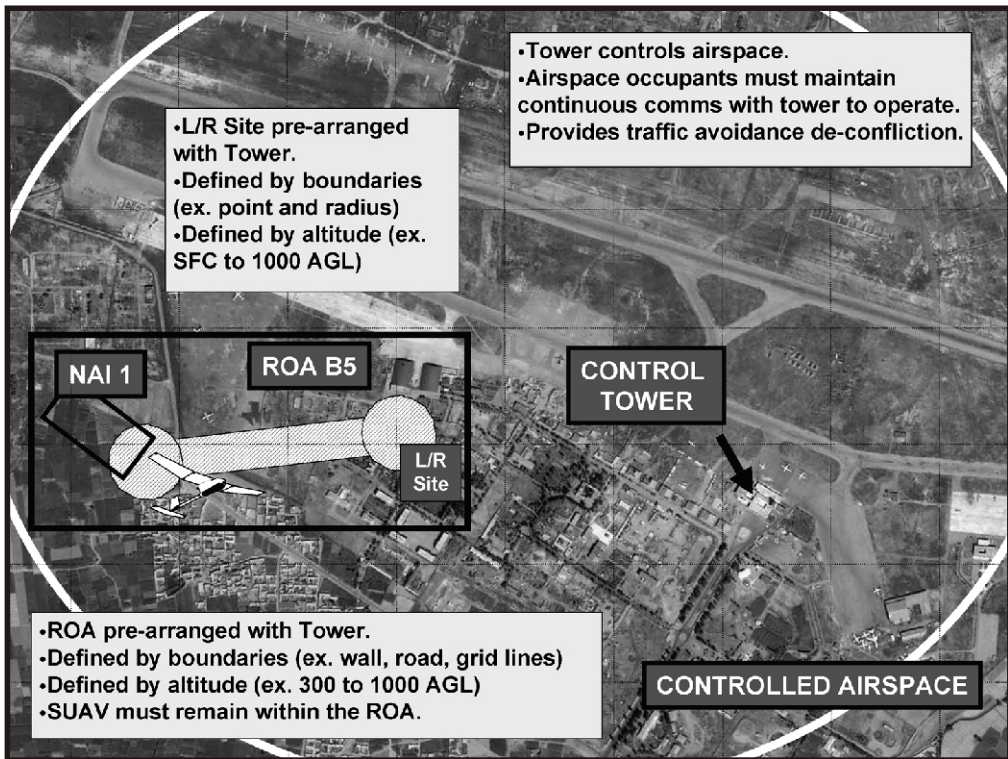 •Tower controls airspace.
•Airspace occupants must maintain
continuous comms with tower to operate.
•Provides traffic avoidance de-confliction.
•L/R Site pre-arranged
with Tower.
•Defined by boundaries
(ex. point and radius)
•Defined by altitude (ex.
SFC to 1000 AGL)
NAI 1
ROA B5
CONTROL
TOWER
L/R
Site
•ROA pre-arranged with Tower.
•Defined by boundaries (ex. wall, road, grid lines)
•Defined by altitude (ex. 300 to 1000 AGL)
•SUAV must remain within the ROA.
CONTROLLED AIRSPACE